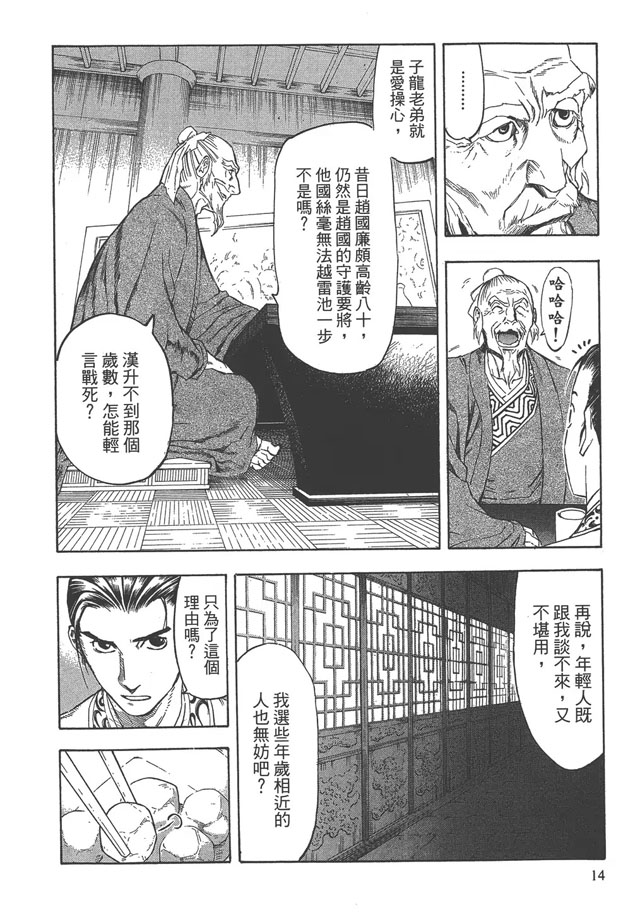 ………
哈哈哈！
子龍老弟就
是愛操心，
昔日趙國廉頗高齡八十，
仍然是趙國的守護要將，
他國絲毫無法越雷池一步
不是嗎？
漢升不到那個
歲數，怎能輕
言戰死？
再說，年輕人既
跟我談不來，又
不堪用，
我選些年歲相近的
人也無妨吧？
只為了這個
理由嗎？
14